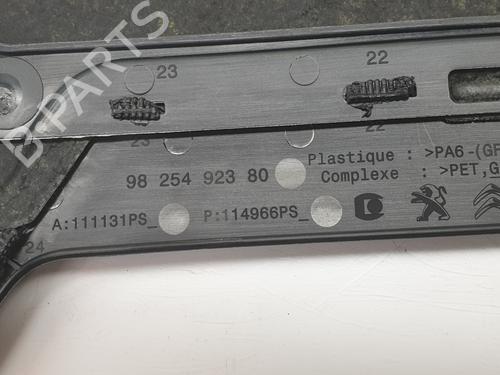 B-PARTS
23
22
23
22
98 254 923 80
Plastique : >PA6-(GF
Complexe : >PET,G
A:111131PS_
P:114966PS_
24